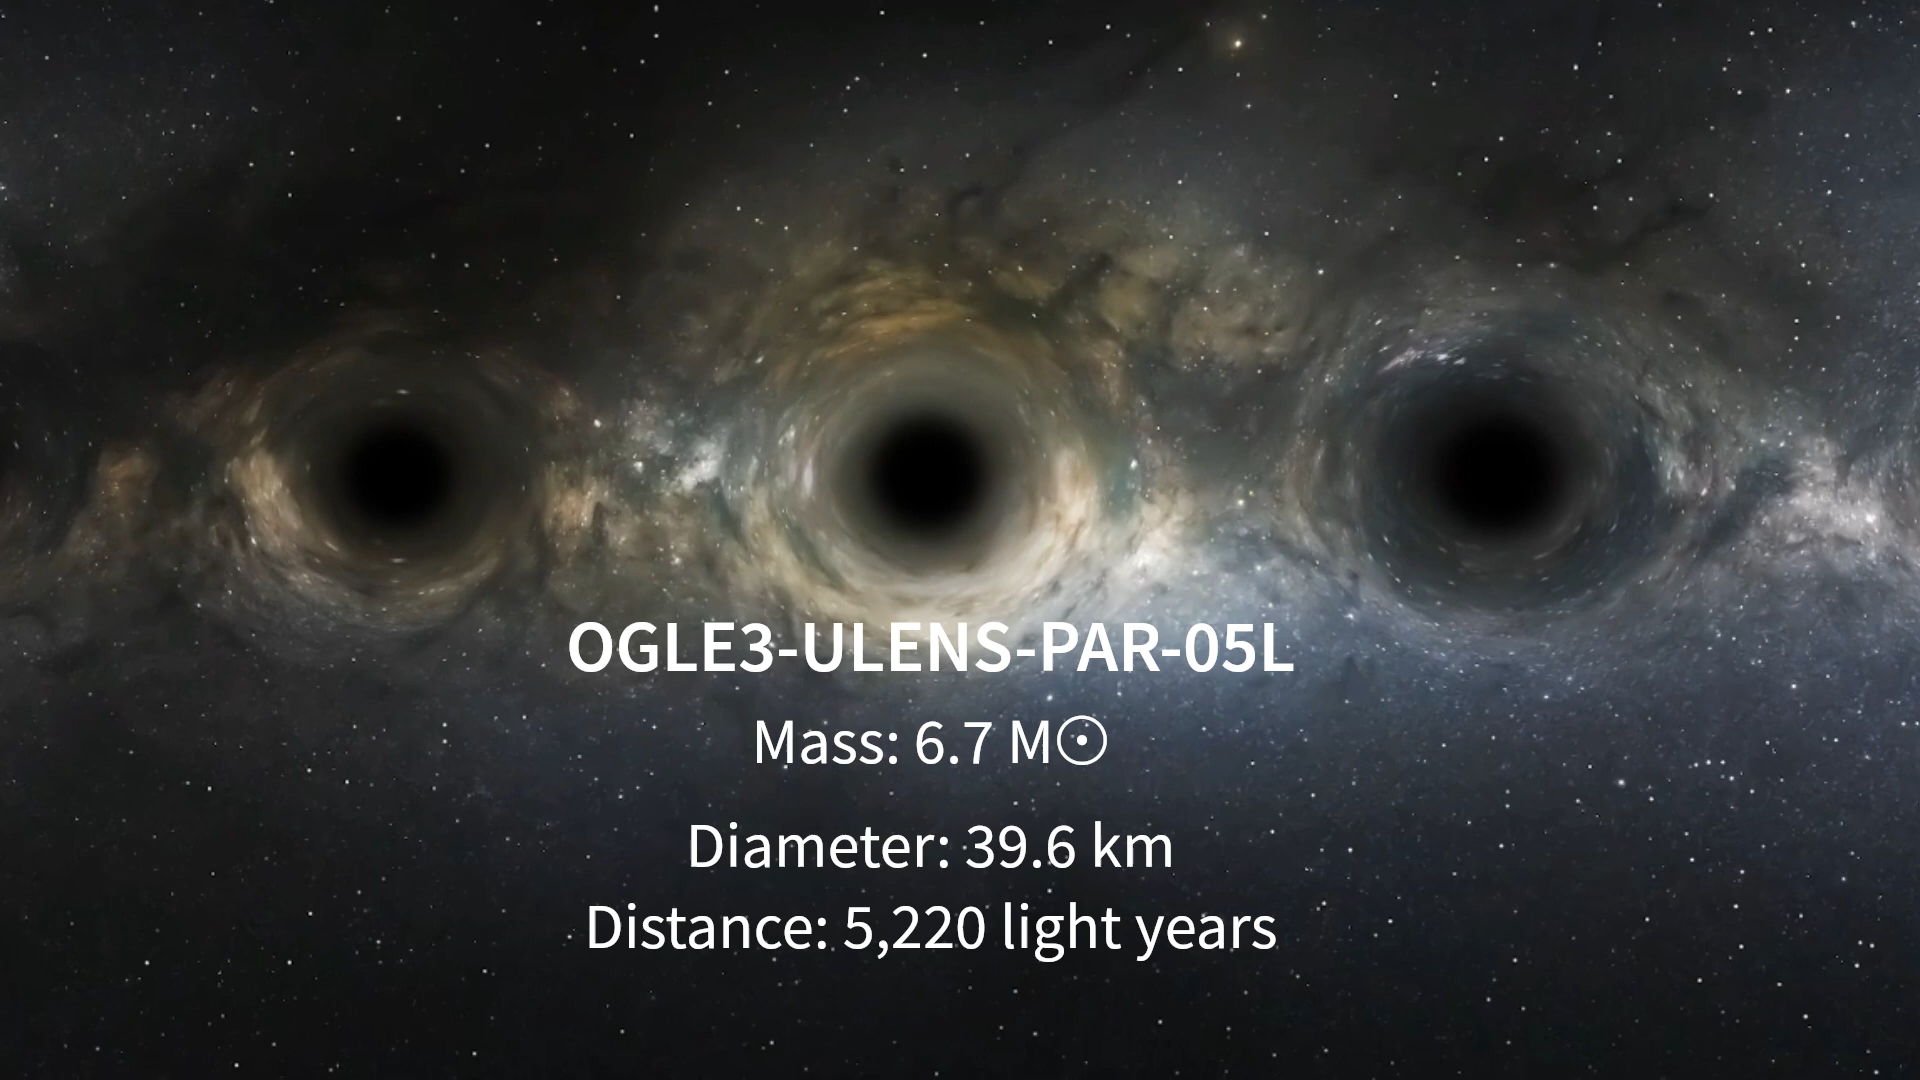 OGLE3-ULENS-PAR-05L
Mass: 6.7 M☉
Diameter: 39.6 km
Distance: 5,220 light years